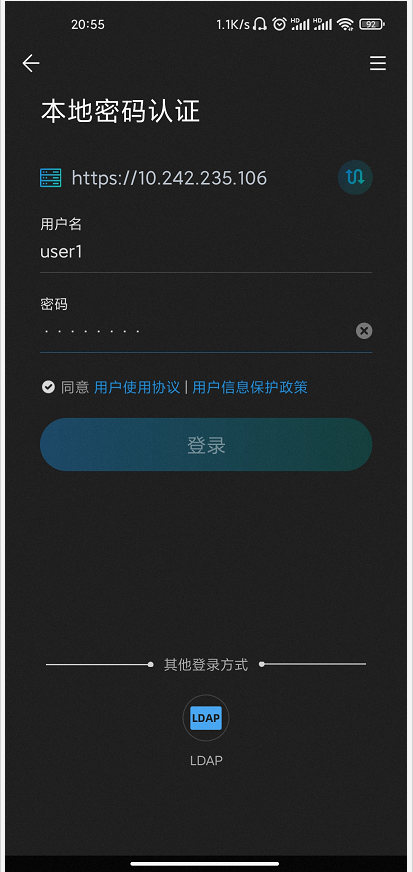 20:55 1.1K/s HD HD 92
本地密码认证
https://10.242.235.106
用户名
user1
密码
········
同意 用户使用协议 | 用户信息保护政策
登录
其他登录方式
LDAP
LDAP